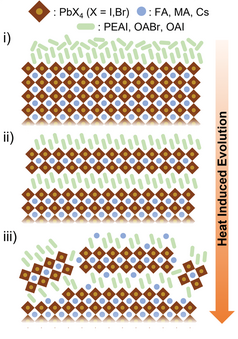 : PbX₄ (X = I,Br) : FA, MA, Cs
: PEAI, OABr, OAI
i)
ii)
iii)
Heat Induced Evolution